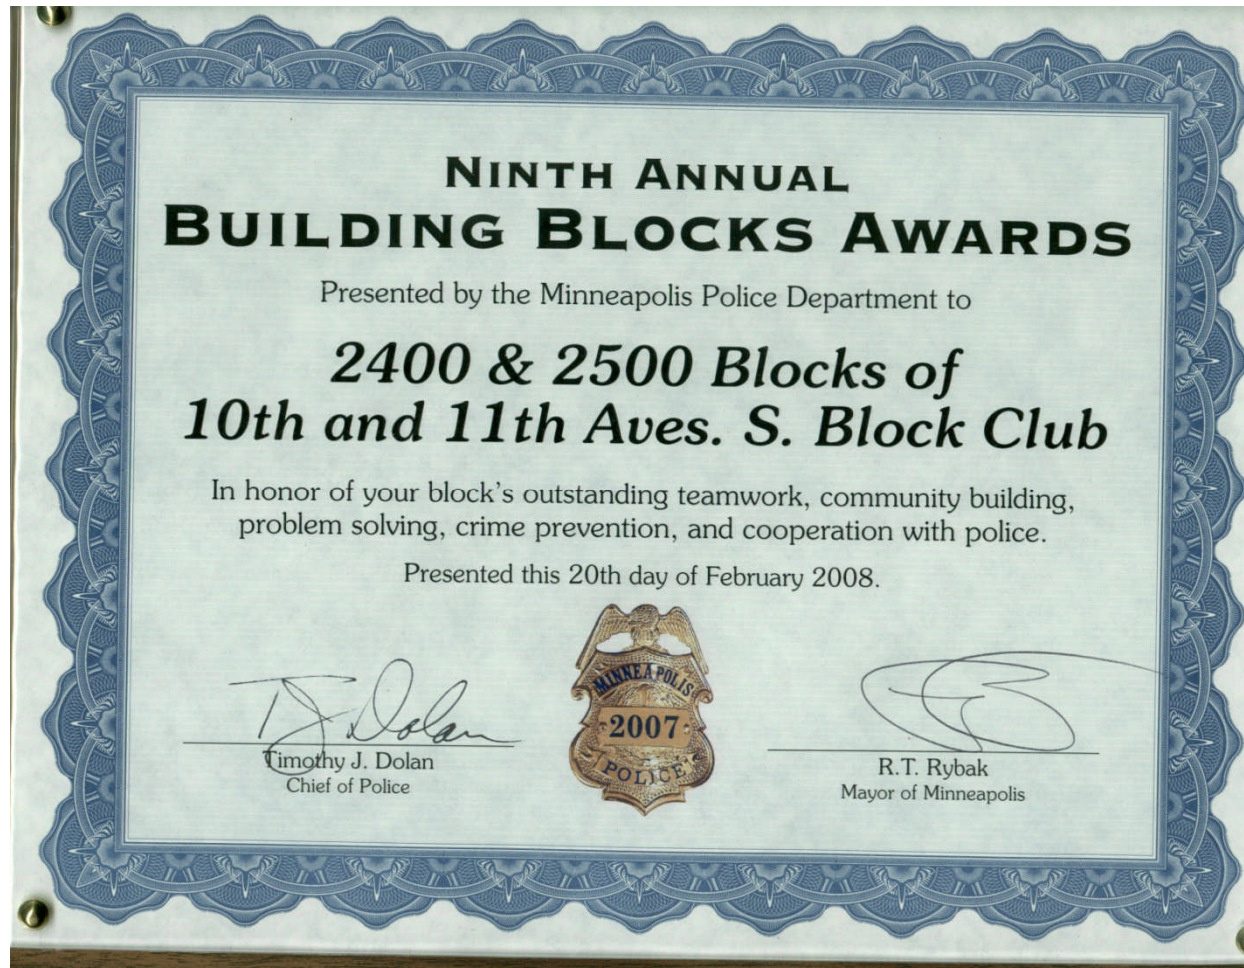 NINTH ANNUAL
BUILDING BLOCKS AWARDS
Presented by the Minneapolis Police Department to
2400 & 2500 Blocks of
10th and 11th Aves. S. Block Club
In honor of your block's outstanding teamwork, community building,
problem solving, crime prevention, and cooperation with police.
Presented this 20th day of February 2008.
MINNEAPOLIS
2007
POLICE
T J Dolan
Timothy J. Dolan
Chief of Police
R.T. Rybak
Mayor of Minneapolis